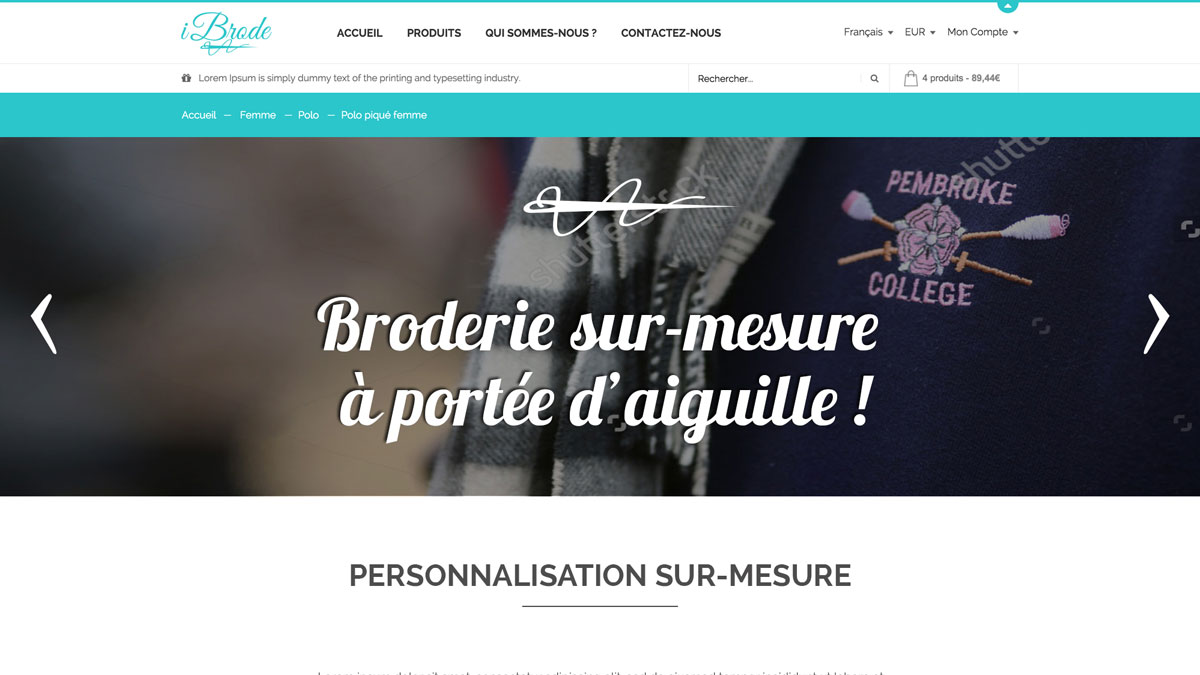 iBrode
ACCUEIL PRODUITS QUI SOMMES-NOUS ? CONTACTEZ-NOUS
Français EUR Mon Compte
Lorem Ipsum is simply dummy text of the printing and typesetting industry.
Rechercher...
4 produits - 89,44€
Accueil — Femme — Polo — Polo piqué femme
PEMBROKE
COLLEGE
shutterstock
shutte
Broderie sur-mesure
à portée d'aiguille !
PERSONNALISATION SUR-MESURE